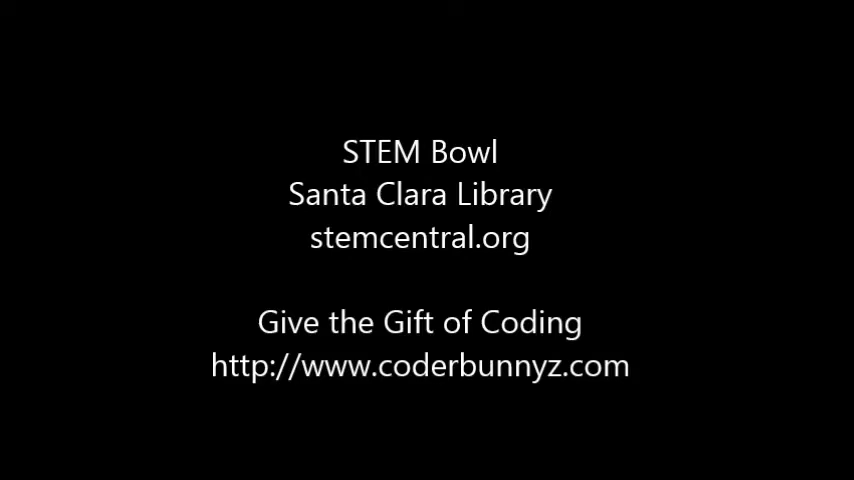 STEM Bowl
Santa Clara Library
stemcentral.org
Give the Gift of Coding
http://www.coderbunnyz.com